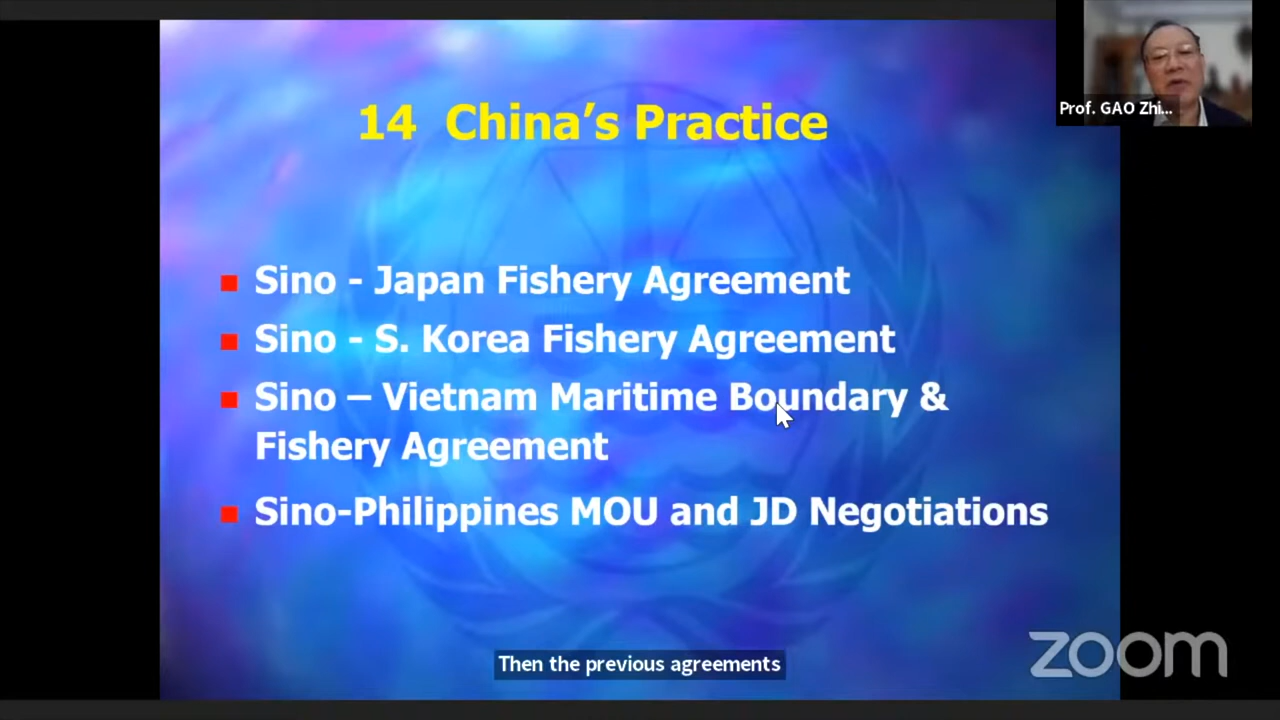 14 China's Practice
Prof. GAO Zhi...
Sino - Japan Fishery Agreement
Sino - S. Korea Fishery Agreement
Sino – Vietnam Maritime Boundary &
Fishery Agreement
Sino-Philippines MOU and JD Negotiations
Then the previous agreements
zoom